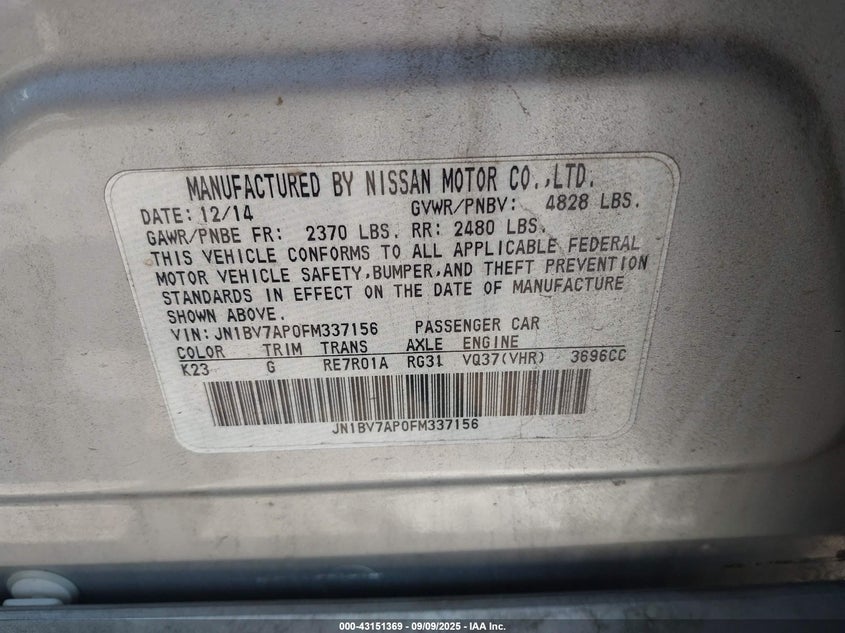 MANUFACTURED BY NISSAN MOTOR CO.,LTD.
DATE: 12/14 GVWR/PNBV: 4828 LBS.
GAWR/PNBE FR: 2370 LBS. RR: 2480 LBS.
THIS VEHICLE CONFORMS TO ALL APPLICABLE FEDERAL
MOTOR VEHICLE SAFETY,BUMPER,AND THEFT PREVENTION
STANDARDS IN EFFECT ON THE DATE OF MANUFACTURE
SHOWN ABOVE.
VIN:JN1BV7AP0FM337156 PASSENGER CAR
COLOR TRIM TRANS AXLE ENGINE
K23 G RE7R01A RG31 VQ37(VHR) 3696CC
JN1BV7AP0FM337156
000-43151369 - 09/09/2025 - IAA Inc.